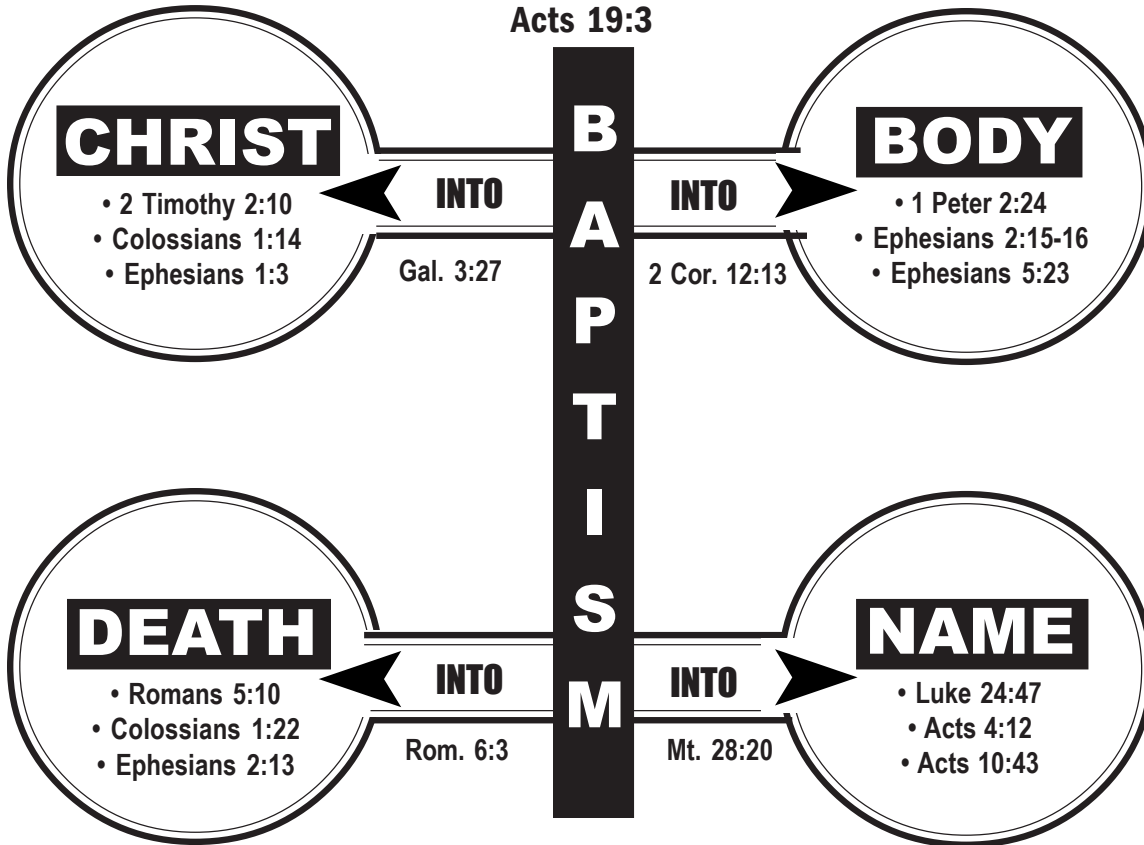 Acts 19:3
BAPTISM
CHRIST
• 2 Timothy 2:10
• Colossians 1:14
• Ephesians 1:3
INTO
Gal. 3:27
INTO
2 Cor. 12:13
BODY
• 1 Peter 2:24
• Ephesians 2:15-16
• Ephesians 5:23
DEATH
• Romans 5:10
• Colossians 1:22
• Ephesians 2:13
INTO
Rom. 6:3
INTO
Mt. 28:20
NAME
• Luke 24:47
• Acts 4:12
• Acts 10:43